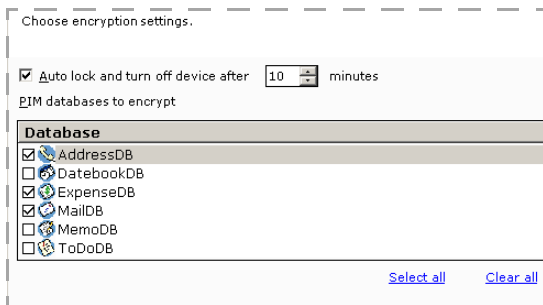 Choose encryption settings.
Auto lock and turn off device after 10 minutes
PIM databases to encrypt
Database
AddressDB
DatebookDB
ExpenseDB
MailDB
MemoDB
ToDoDB
Select all Clear all